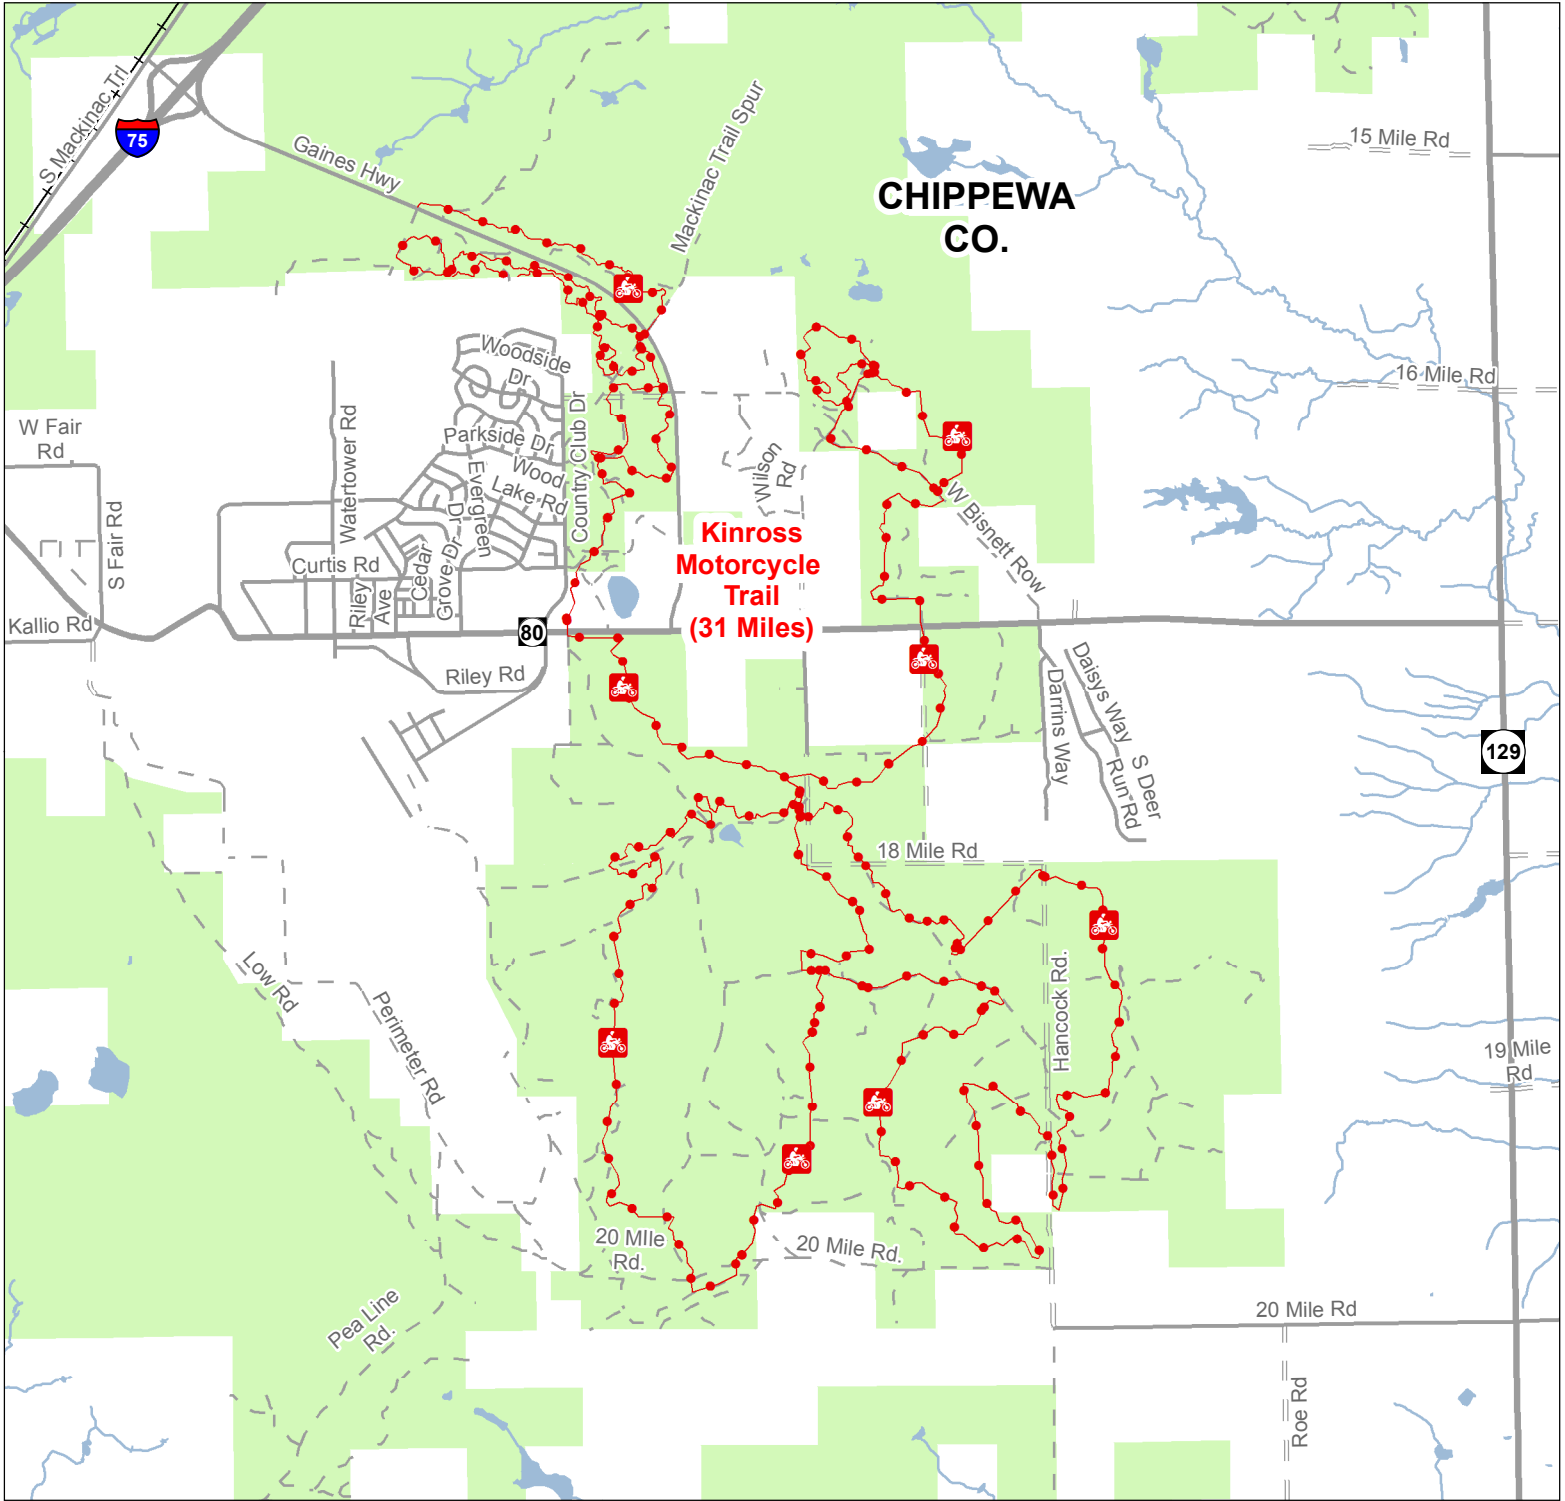 S Mackinac Trl
75
Gaines Hwy
Mackinac Trail Spur
CHIPPEWA
CO.
15 Mile Rd
16 Mile Rd
Woodside
Dr
W Fair
Rd
Watertower Rd
Parkside Dr
Country Club Dr
Wood
Lake Rd
Evergreen
Dr
Wilson
Rd
W Bisnett Row
S Fair Rd
Curtis Rd
Cedar
Grove Dr
Riley
Ave
Kinross
Motorcycle
Trail
(31 Miles)
Kallio Rd
80
Riley Rd
Darrins Way
Daisys Way
S Deer
Run Rd
129
18 Mile Rd
Low Rd
Perimeter Rd
Hancock Rd.
19 Mile
Rd
20 MIle
Rd.
20 Mile Rd.
Pea Line
Rd.
20 Mile Rd
Roe Rd